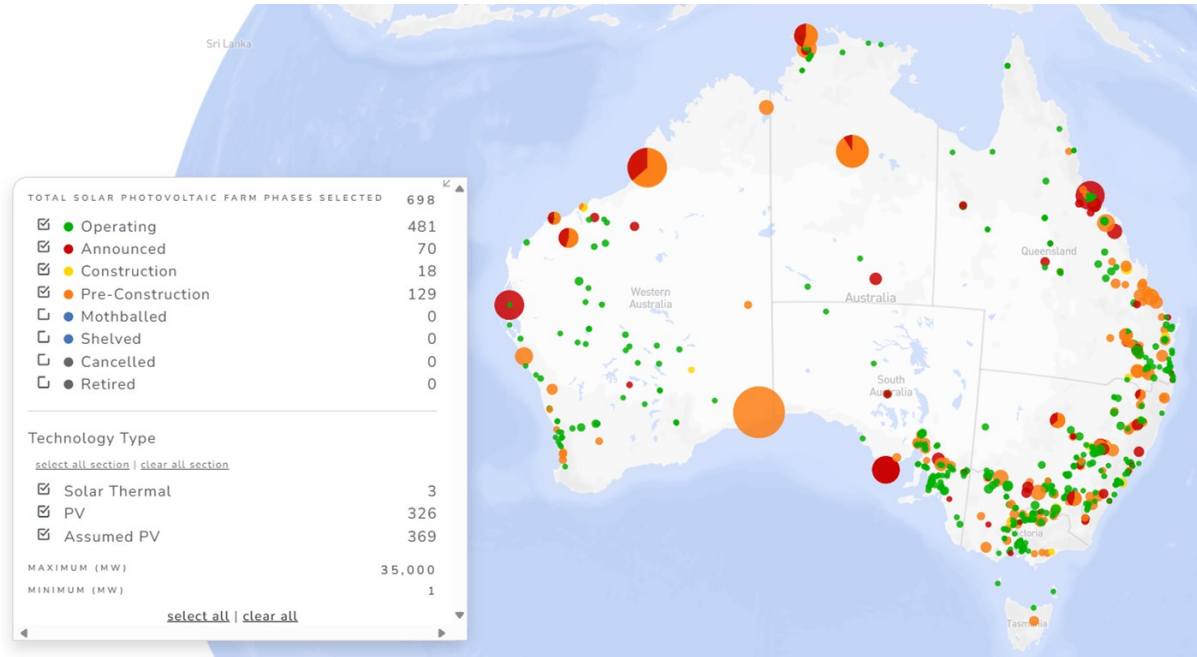 Sri Lanka
TOTAL SOLAR PHOTOVOLTAIC FARM PHASES SELECTED 698
Operating 481
Announced 70
Construction 18
Pre-Construction 129
Mothballed 0
Shelved 0
Cancelled 0
Retired 0
Technology Type
select all section | clear all section
Solar Thermal 3
PV 326
Assumed PV 369
MAXIMUM (MW) 35,000
MINIMUM (MW) 1
select all | clear all
Queensland
Western
Australia
Australia
South
Australia
Victoria
Tasmania